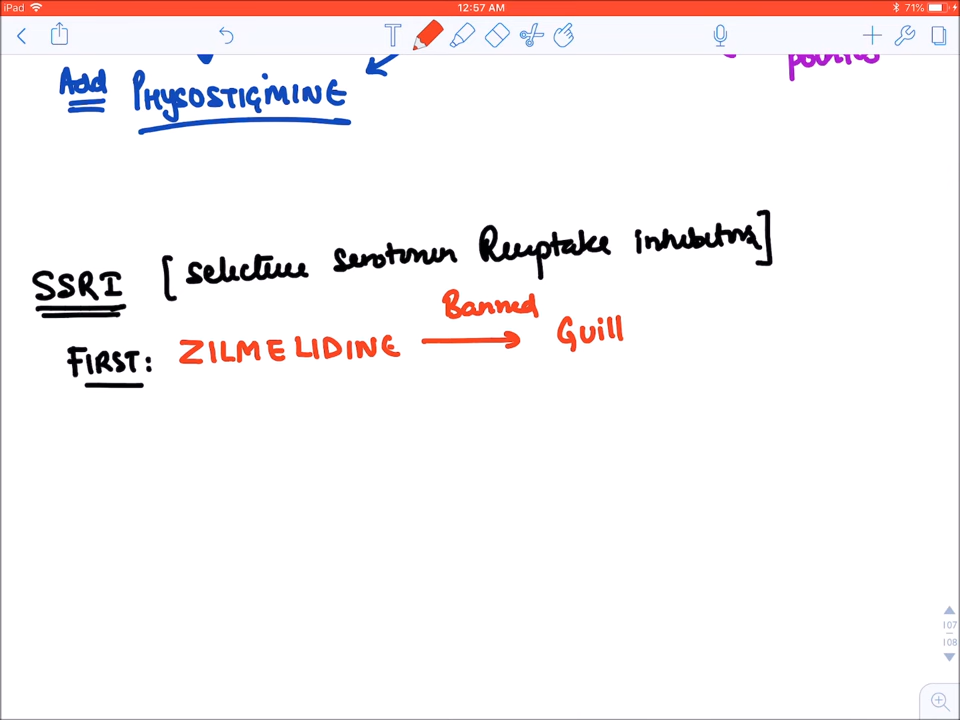 iPad 12:57 AM 71%
T
Add PHYSOSTIGMINE
SSRI [Selective Serotonin Reuptake inhibitors]
Banned
FIRST: ZILMELIDINE → Guill
107
108